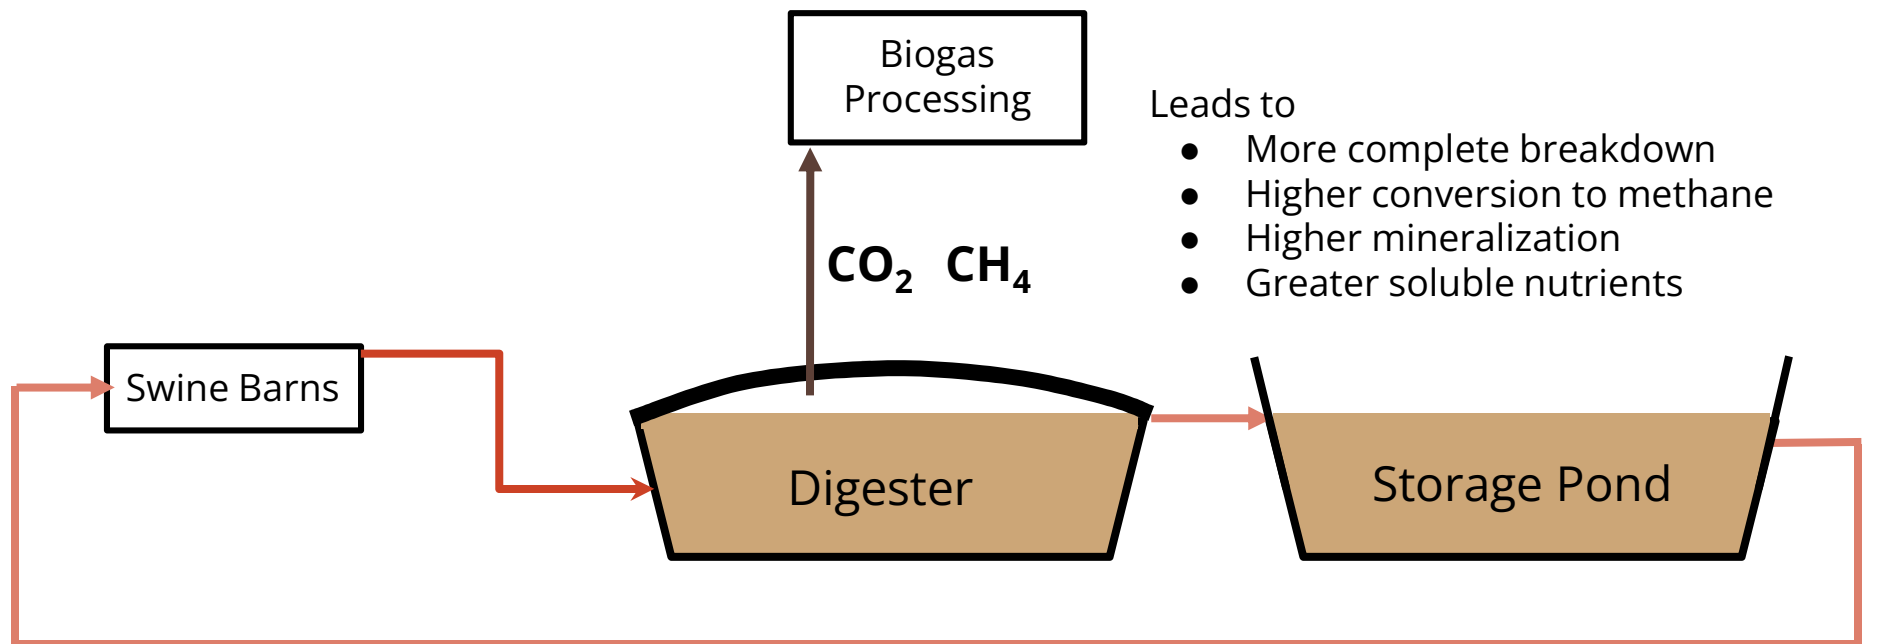 Biogas
Processing
Leads to
● More complete breakdown
● Higher conversion to methane
● Higher mineralization
● Greater soluble nutrients
CO₂ CH₄
Swine Barns
Digester
Storage Pond